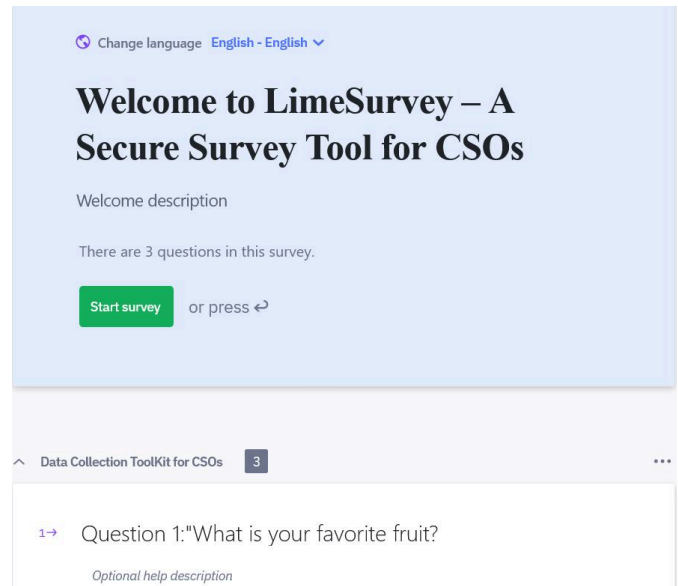 Change language English - English
Welcome to LimeSurvey – A
Secure Survey Tool for CSOs
Welcome description
There are 3 questions in this survey.
Start survey or press
Data Collection ToolKit for CSOs 3
1
Question 1:"What is your favorite fruit?
Optional help description